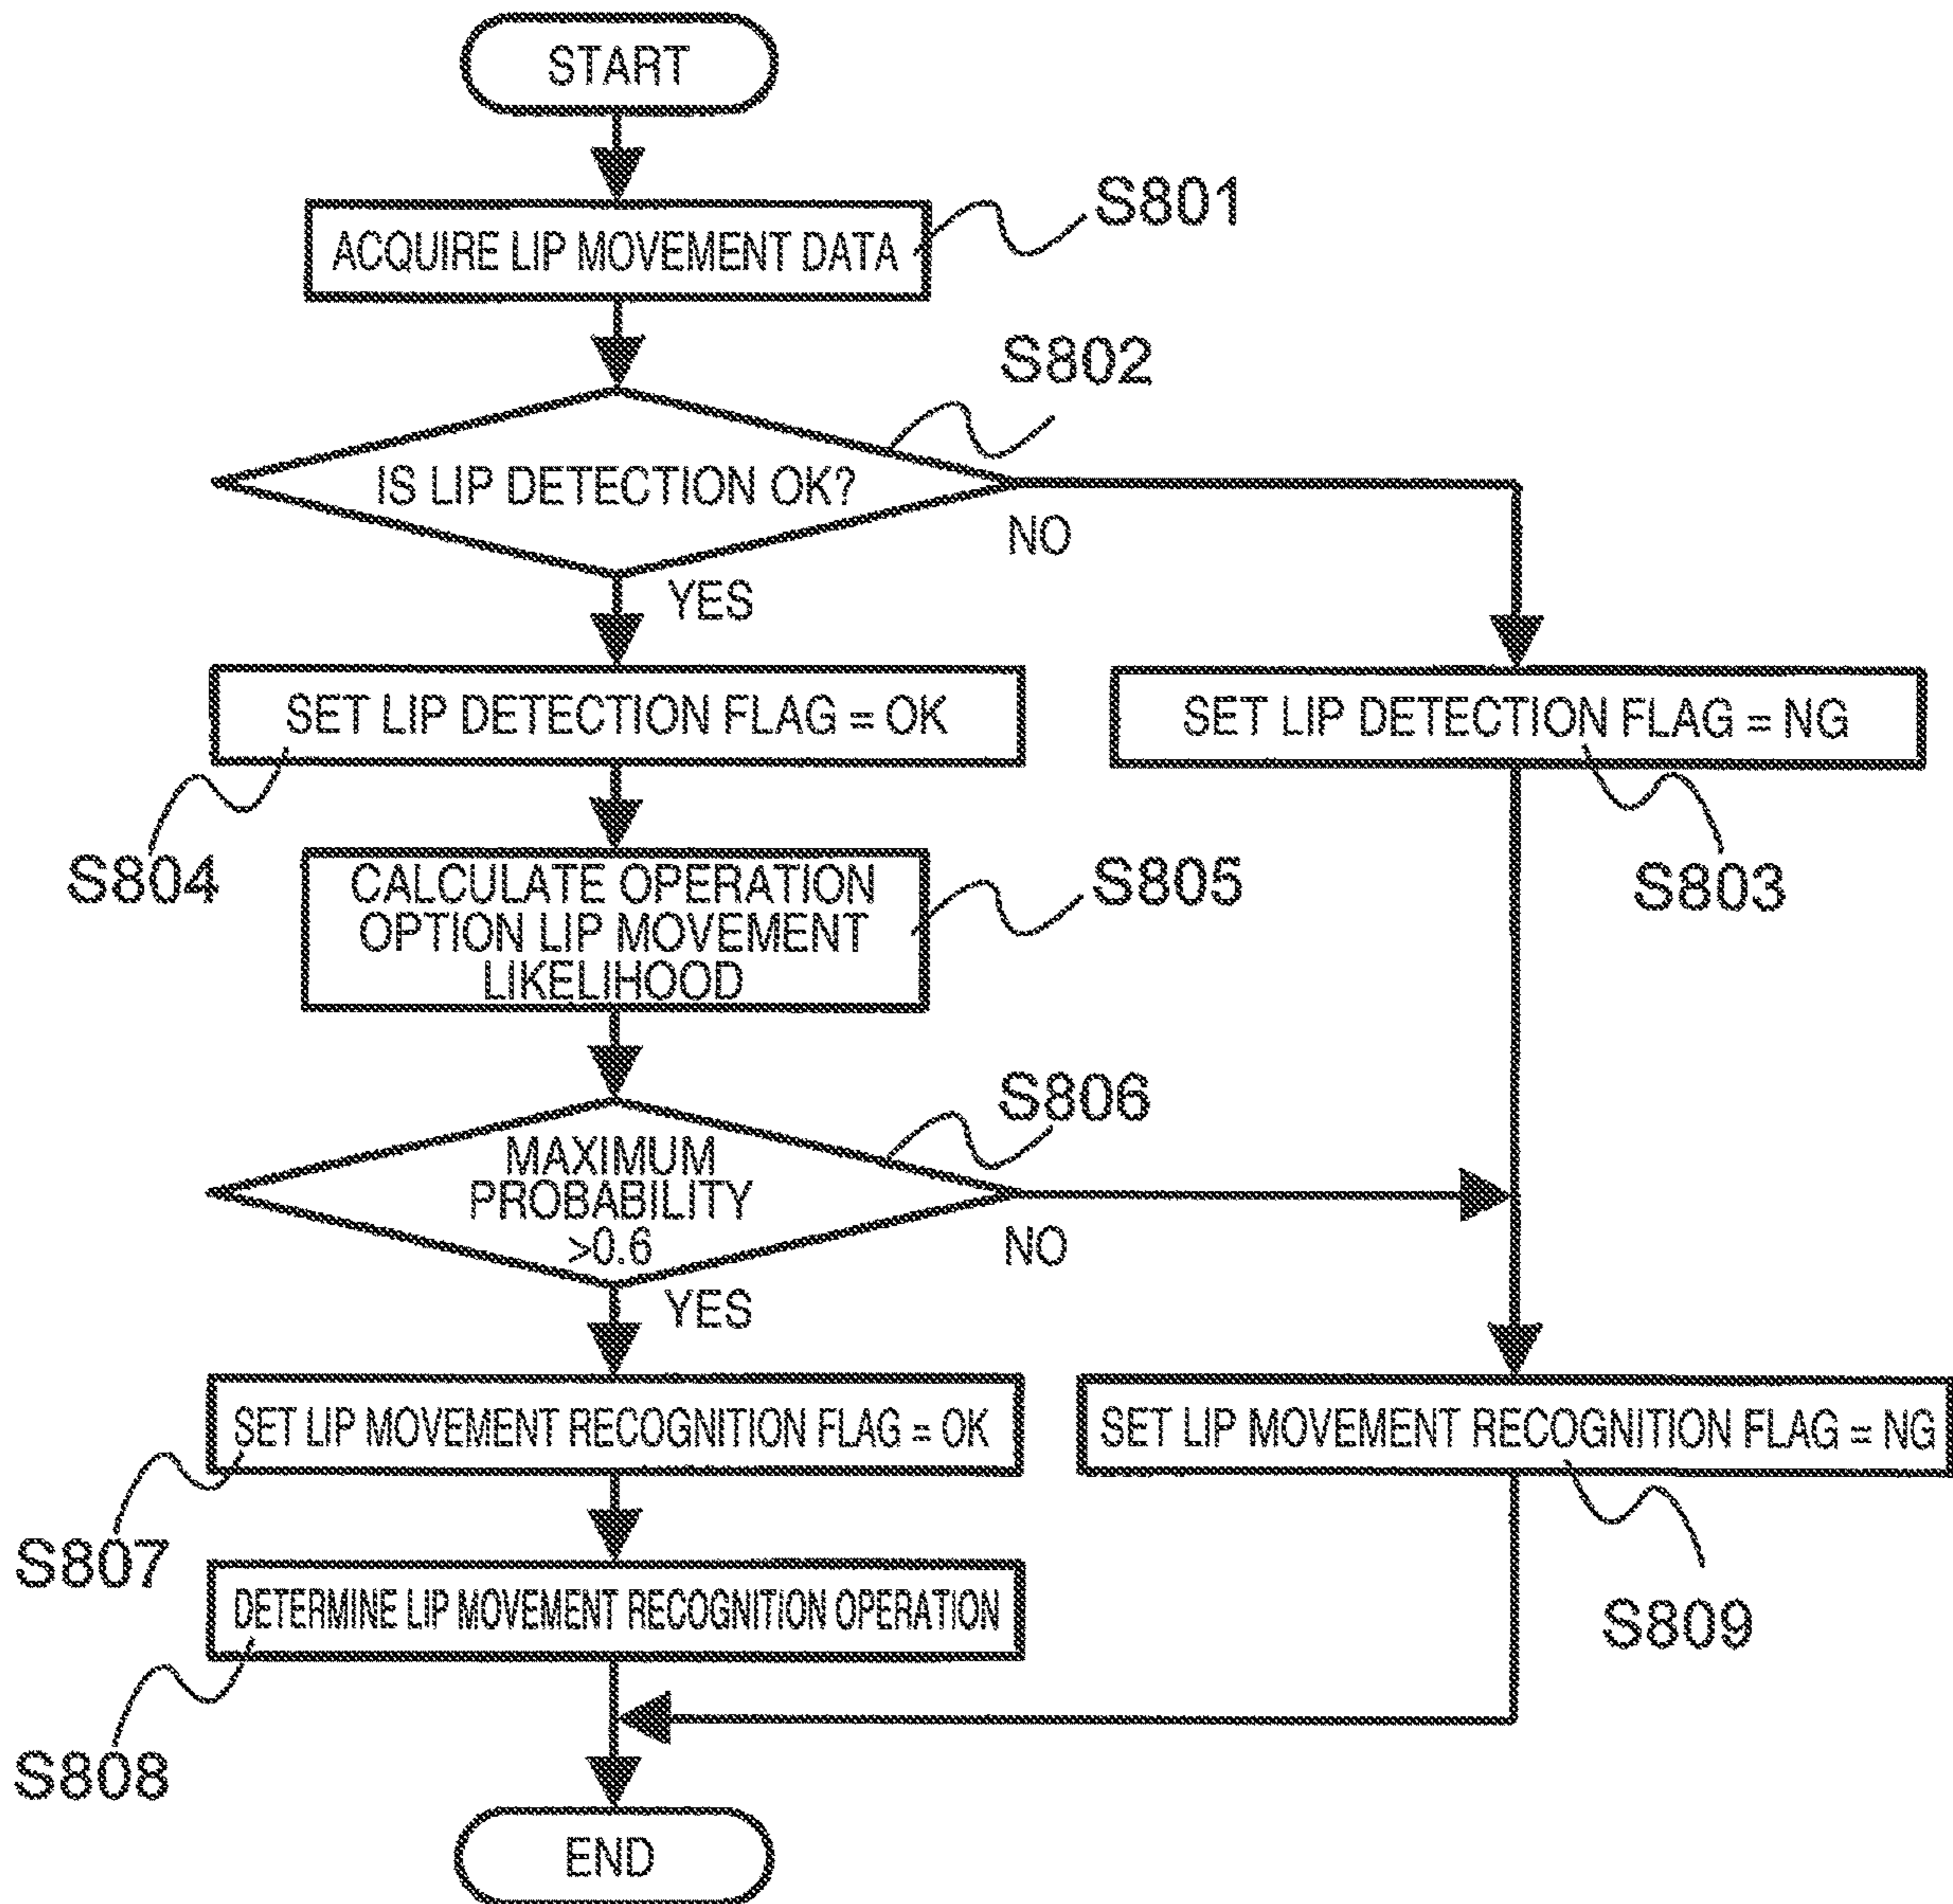 START
ACQUIRE LIP MOVEMENT DATA
S801
S802
IS LIP DETECTION OK?
NO
YES
SET LIP DETECTION FLAG = OK
SET LIP DETECTION FLAG = NG
S804
S803
CALCULATE OPERATION
OPTION LIP MOVEMENT
LIKELIHOOD
S805
S806
MAXIMUM
PROBABILITY
>0.6
NO
YES
SET LIP MOVEMENT RECOGNITION FLAG = OK
SET LIP MOVEMENT RECOGNITION FLAG = NG
S807
DETERMINE LIP MOVEMENT RECOGNITION OPERATION
S809
S808
END